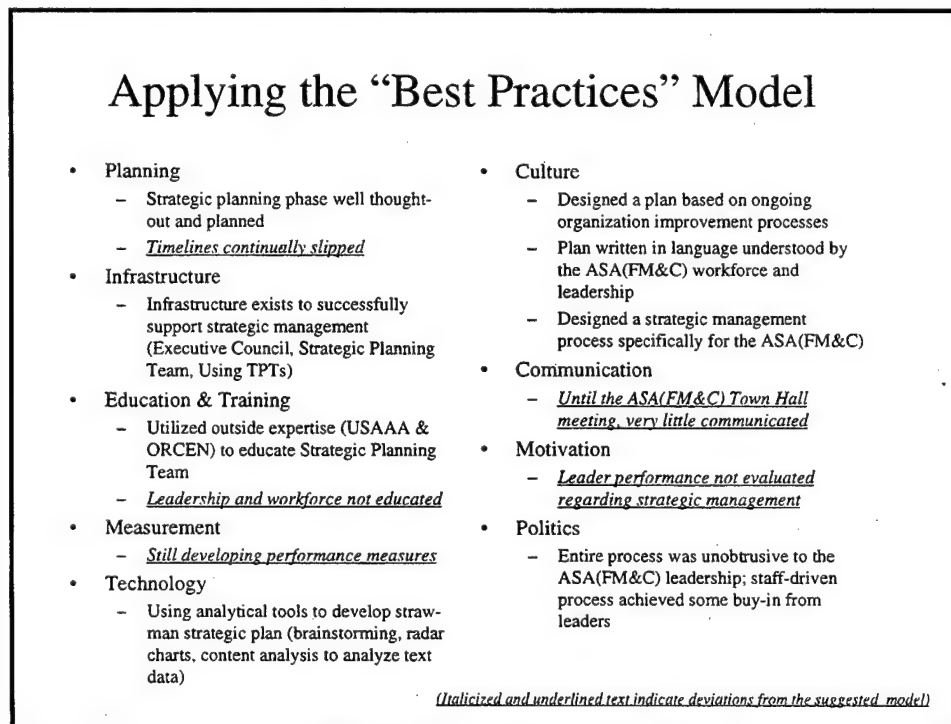 Applying the “Best Practices” Model
• Planning
– Strategic planning phase well thought-
out and planned
– Timelines continually slipped
• Infrastructure
– Infrastructure exists to successfully
support strategic management
(Executive Council, Strategic Planning
Team, Using TPTs)
• Education & Training
– Utilized outside expertise (USAAA &
ORCEN) to educate Strategic Planning
Team
– Leadership and workforce not educated
• Measurement
– Still developing performance measures
• Technology
– Using analytical tools to develop straw-
man strategic plan (brainstorming, radar
charts, content analysis to analyze text
data)
• Culture
– Designed a plan based on ongoing
organization improvement processes
– Plan written in language understood by
the ASA(FM&C) workforce and
leadership
– Designed a strategic management
process specifically for the ASA(FM&C)
• Communication
– Until the ASA(FM&C) Town Hall
meeting, very little communicated
• Motivation
– Leader performance not evaluated
regarding strategic management
• Politics
– Entire process was unobtrusive to the
ASA(FM&C) leadership; staff-driven
process achieved some buy-in from
leaders
(Italicized and underlined text indicate deviations from the suggested model)